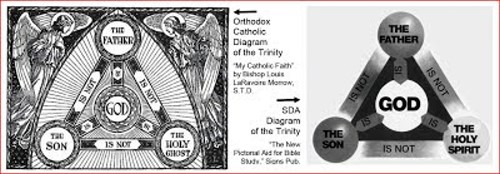 THE
FATHER
IS NOT
IS NOT
IS
GOD
IS
IS
THE
SON
IS NOT
THE
HOLY
GHOST
Orthodox
Catholic
Diagram
of the Trinity
"My Catholic Faith"
by Bishop Louis
LaRavoire Morrow,
S.T.D.
SDA
Diagram
of the Trinity
"The New
Pictorial Aid for Bible
Study," Signs Pub.
THE
FATHER
IS NOT
IS NOT
IS
GOD
IS
IS
THE SON
IS NOT
THE
HOLY
SPIRIT